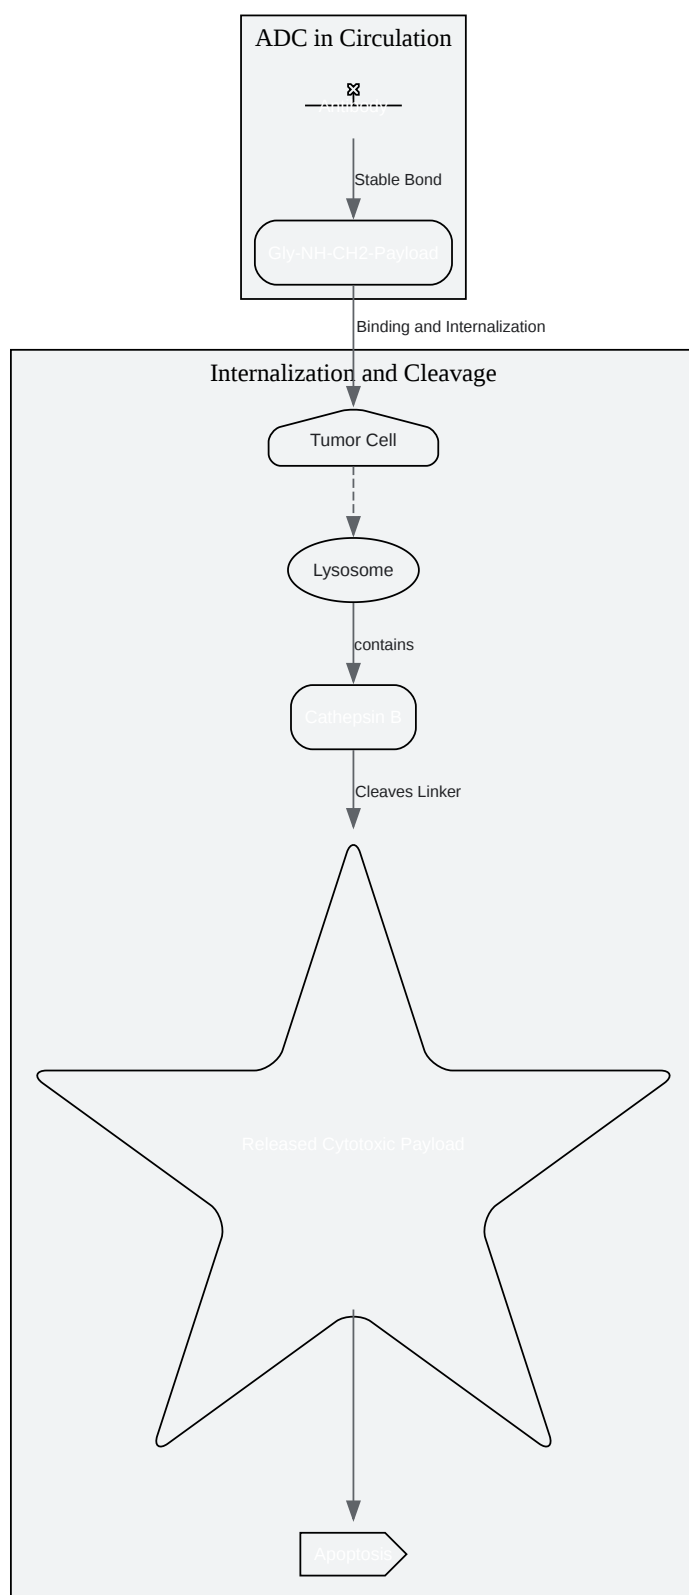 ADC in Circulation
Antibody
Stable Bond
Gly-NH-CH2-Payload
Binding and Internalization
Internalization and Cleavage
Tumor Cell
Lysosome
contains
Cathepsin B
Cleaves Linker
Released Cytotoxic Payload
Apoptosis